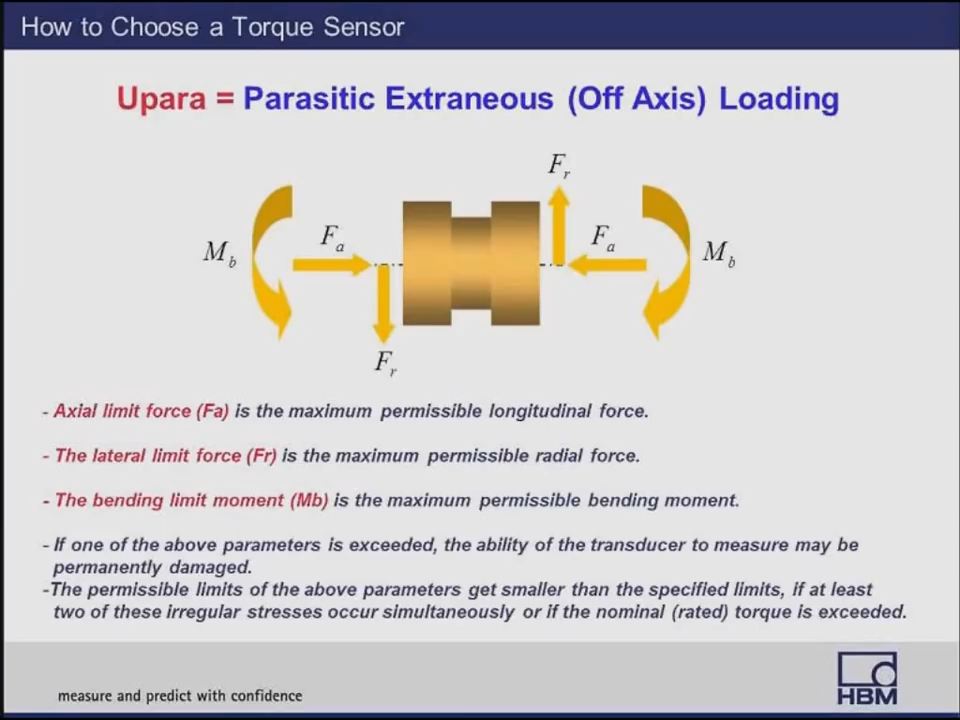 How to Choose a Torque Sensor
Upara = Parasitic Extraneous (Off Axis) Loading
Fr
Mb
Fa
Fa
Mb
Fr
- Axial limit force (Fa) is the maximum permissible longitudinal force.
- The lateral limit force (Fr) is the maximum permissible radial force.
- The bending limit moment (Mb) is the maximum permissible bending moment.
- If one of the above parameters is exceeded, the ability of the transducer to measure may be
permanently damaged.
-The permissible limits of the above parameters get smaller than the specified limits, if at least
two of these irregular stresses occur simultaneously or if the nominal (rated) torque is exceeded.
measure and predict with confidence
HBM